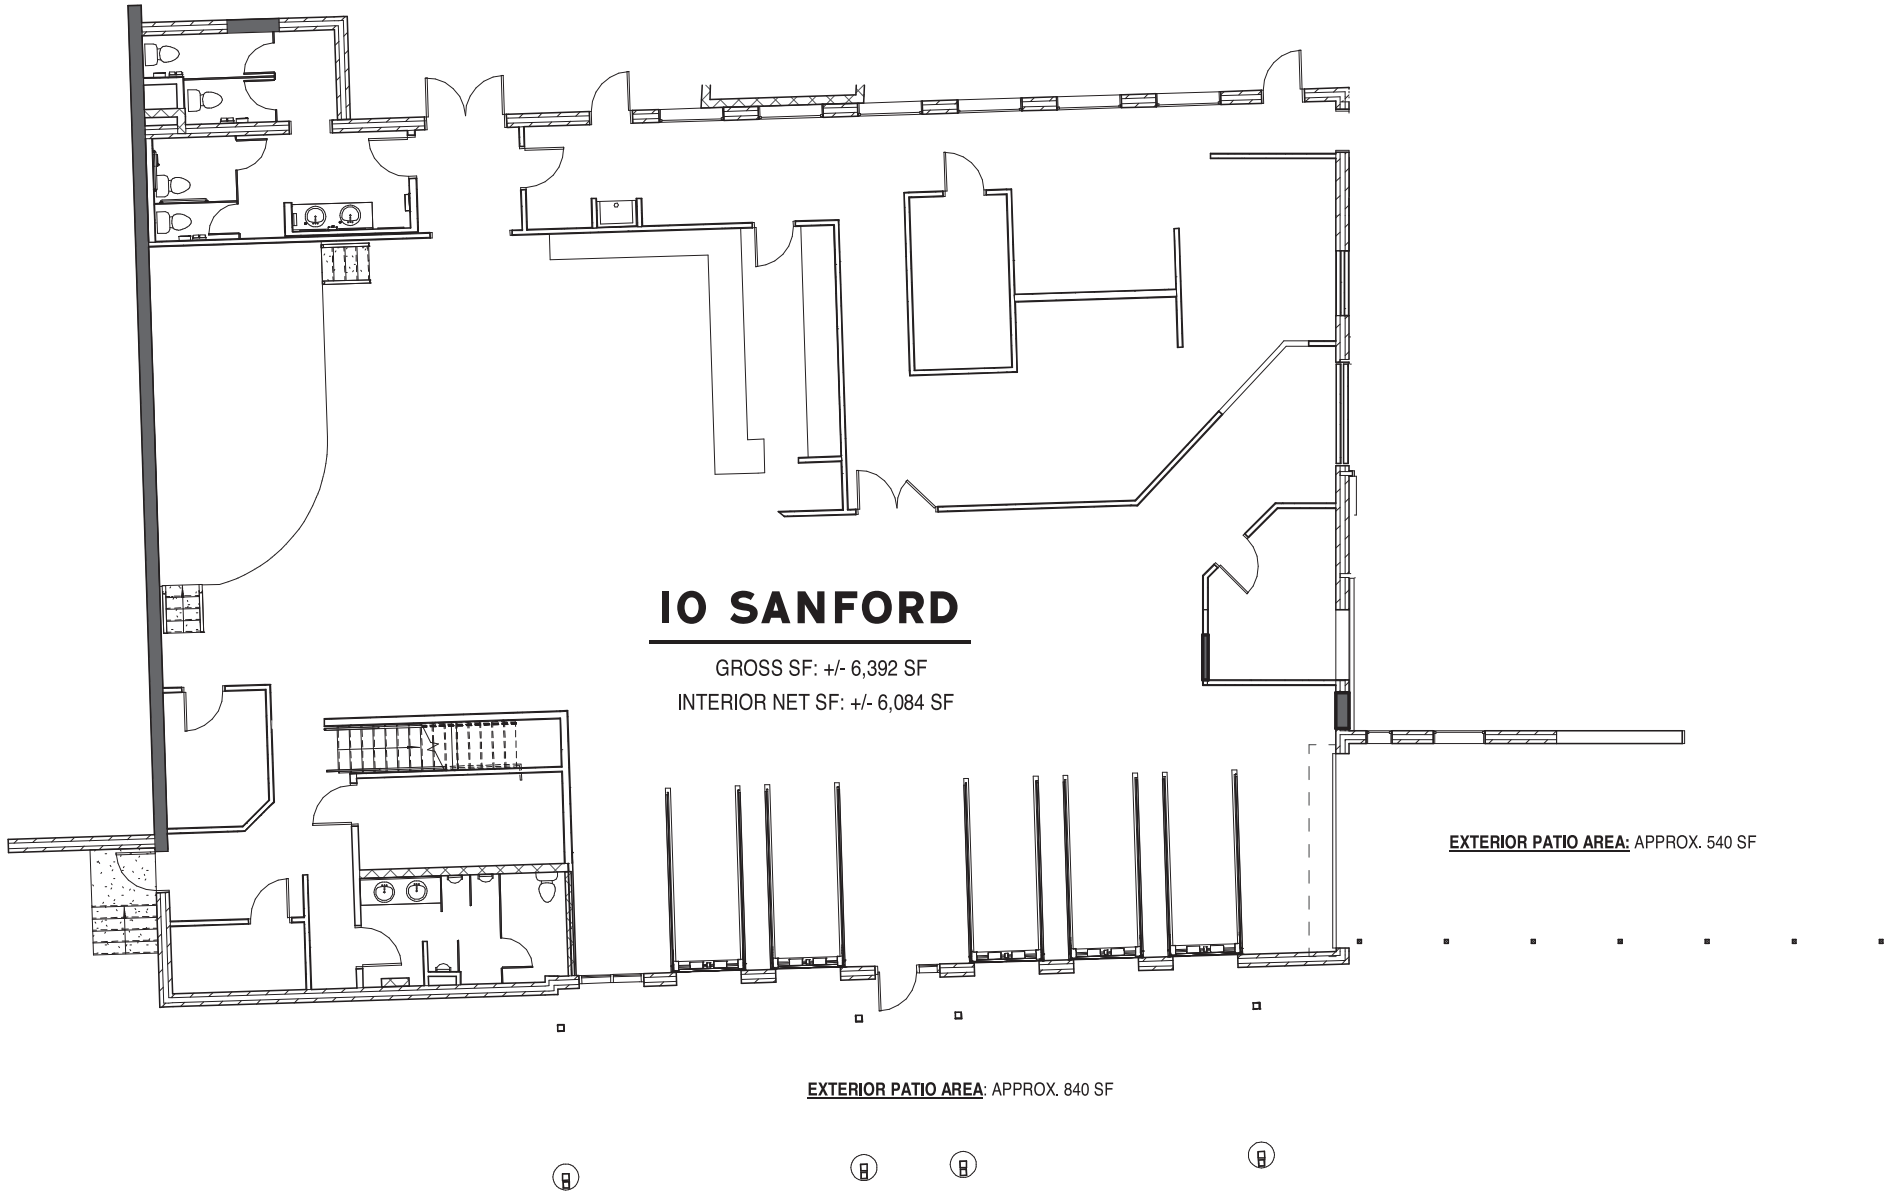 10 SANFORD
GROSS SF: +/- 6,392 SF
INTERIOR NET SF: +/- 6,084 SF
EXTERIOR PATIO AREA: APPROX. 540 SF
EXTERIOR PATIO AREA: APPROX. 840 SF